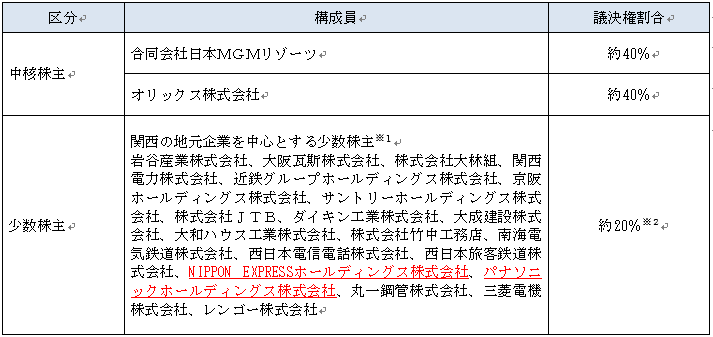 区分 構成員 議決権割合
中核株主
合同会社日本ＭＧＭリゾーツ 約40%
オリックス株式会社 約40%
少数株主
関西の地元企業を中心とする少数株主※1
岩谷産業株式会社、大阪瓦斯株式会社、株式会社大林組、関西
電力株式会社、近鉄グループホールディングス株式会社、京阪
ホールディングス株式会社、サントリーホールディングス株式会
社、株式会社ＪＴＢ、ダイキン工業株式会社、大成建設株式会
社、大和ハウス工業株式会社、株式会社竹中工務店、南海電
気鉄道株式会社、西日本電信電話株式会社、西日本旅客鉄道株
式会社、NIPPON EXPRESSホールディングス株式会社、パナソニ
ックホールディングス株式会社、丸一鋼管株式会社、三菱電機
株式会社、レンゴー株式会社
約20%※2